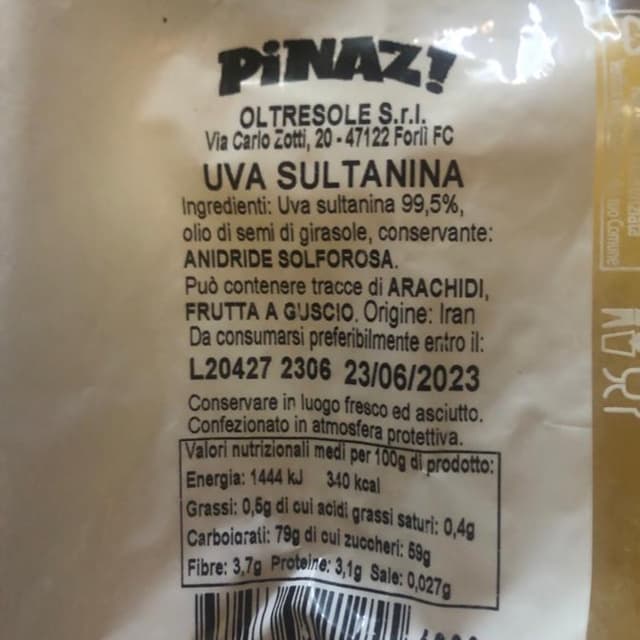 PiNAZ!
OLTRESOLE S.r.l.
Via Carlo Zotti, 20 - 47122 Forlì FC
UVA SULTANINA
Ingredienti: Uva sultanina 99,5%,
olio di semi di girasole, conservante:
ANIDRIDE SOLFOROSA.
Può contenere tracce di ARACHIDI,
FRUTTA A GUSCIO. Origine: Iran
Da consumarsi preferibilmente entro il:
L20427 2306 23/06/2023
Conservare in luogo fresco ed asciutto.
Confezionato in atmosfera protettiva.
Valori nutrizionali medi per 100g di prodotto:
Energia: 1444 kJ 340 kcal
Grassi: 0,5g di cui acidi grassi saturi: 0,4g
Carboidrati: 79g di cui zuccheri: 59g
Fibre: 3,7g Proteine: 3,1g Sale: 0,027g